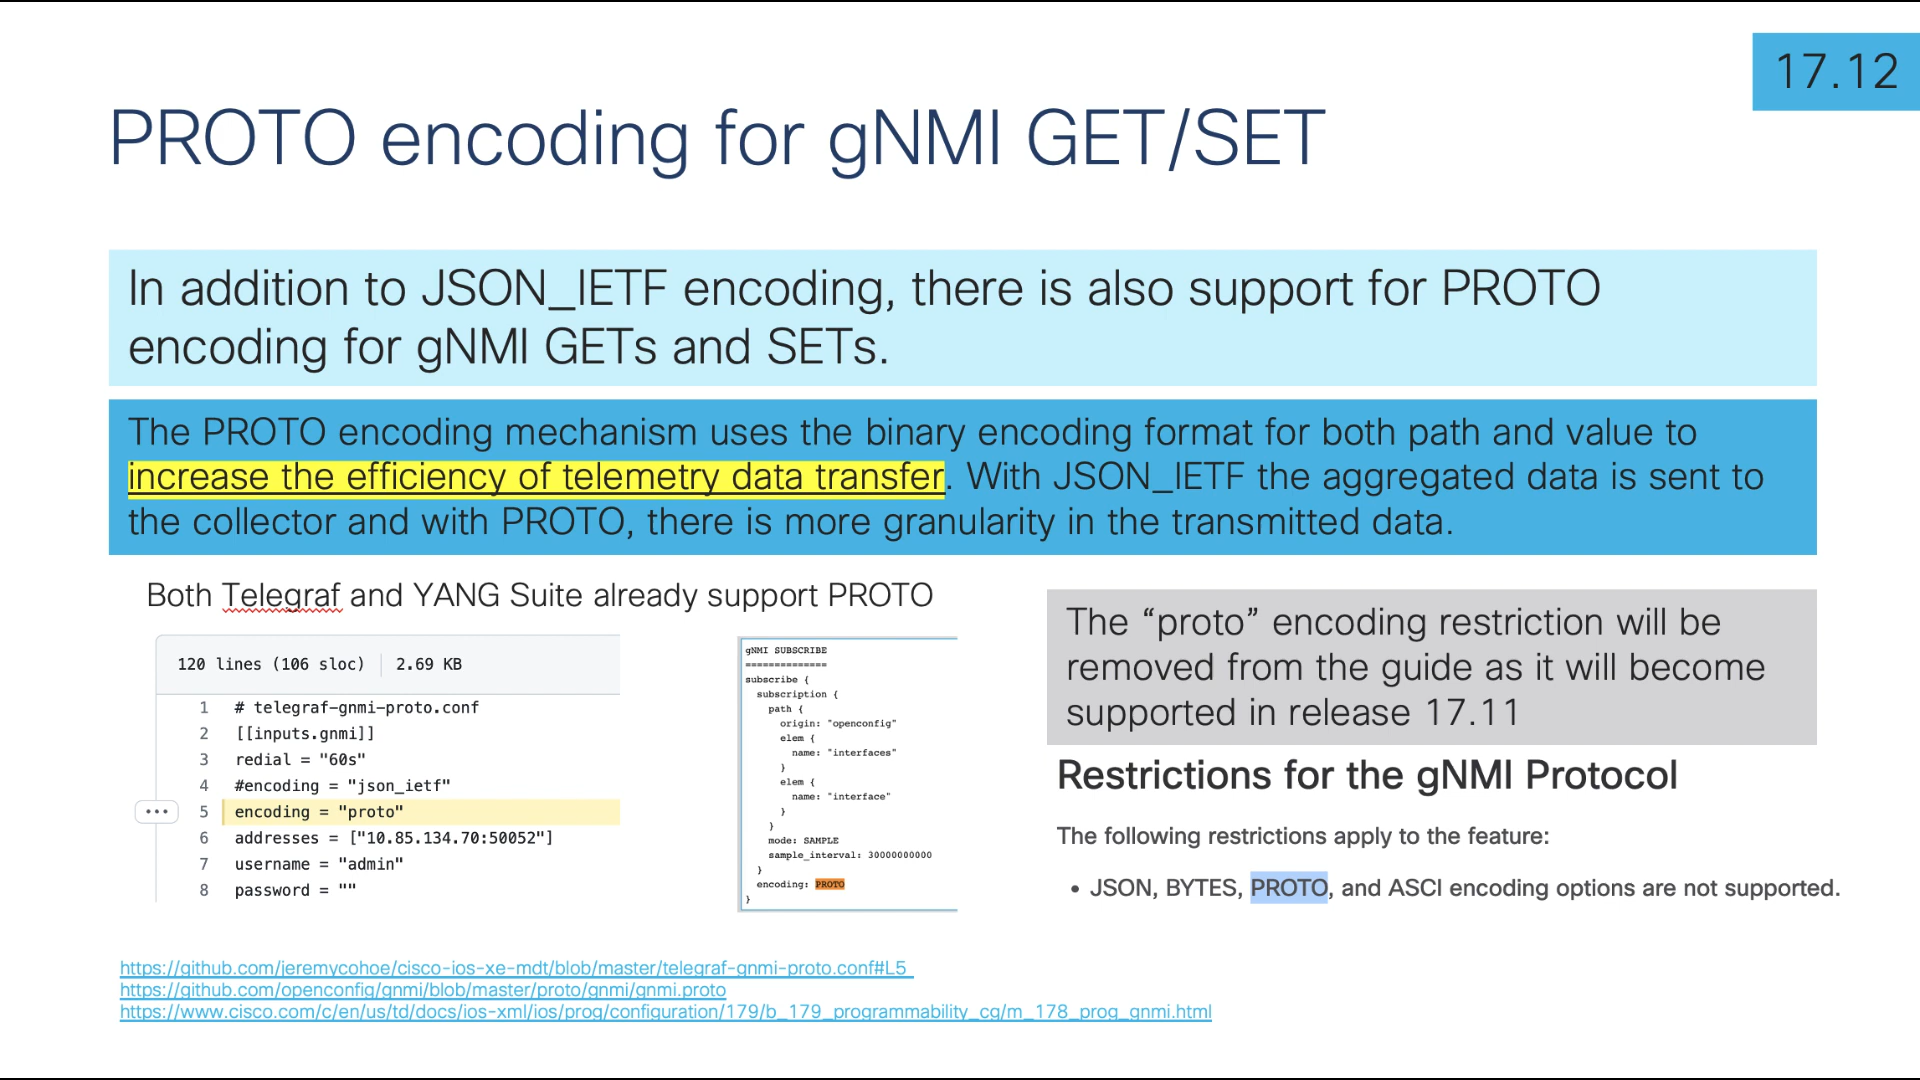 17.12
PROTO encoding for gNMI GET/SET
In addition to JSON_IETF encoding, there is also support for PROTO
encoding for gNMI GETs and SETs.
The PROTO encoding mechanism uses the binary encoding format for both path and value to
increase the efficiency of telemetry data transfer. With JSON_IETF the aggregated data is sent to
the collector and with PROTO, there is more granularity in the transmitted data.
Both Telegraf and YANG Suite already support PROTO
120 lines (106 sloc) 2.69 KB
1 # telegraf-gnmi-proto.conf
2 [[inputs.gnmi]]
3 redial = "60s"
4 #encoding = "json_ietf"
5 encoding = "proto"
6 addresses = ["10.85.134.70:50052"]
7 username = "admin"
8 password = ""
gNMI SUBSCRIBE
==============
subscribe {
subscription {
path {
origin: "openconfig"
elem {
name: "interfaces"
}
elem {
name: "interface"
}
}
mode: SAMPLE
sample_interval: 30000000000
}
encoding: PROTO
}
The “proto” encoding restriction will be
removed from the guide as it will become
supported in release 17.11
Restrictions for the gNMI Protocol
The following restrictions apply to the feature:
• JSON, BYTES, PROTO, and ASCI encoding options are not supported.
https://github.com/jeremycohoe/cisco-ios-xe-mdt/blob/master/telegraf-gnmi-proto.conf#L5
https://github.com/openconfig/gnmi/blob/master/proto/gnmi/gnmi.proto
https://www.cisco.com/c/en/us/td/docs/ios-xml/ios/prog/configuration/179/b_179_programmability_cg/m_178_prog_gnmi.html